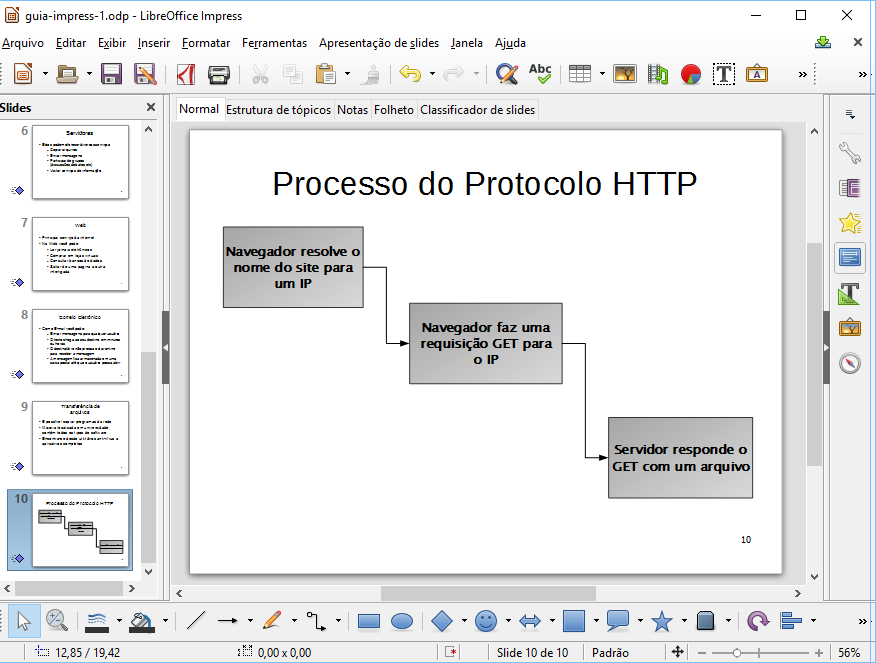 guia-impress-1.odp - LibreOffice Impress
Arquivo Editar Exibir Inserir Formatar Ferramentas Apresentação de slides Janela Ajuda
Abc
T
A
Slides
Normal Estrutura de tópicos Notas Folheto Classificador de slides
6
Servidores
7
Web
8
Correio Eletrônico
9
Transferência de
arquivos
10
Processo do Protocolo HTTP
Processo do Protocolo HTTP
Navegador resolve o
nome do site para
um IP
Navegador faz uma
requisição GET para
o IP
Servidor responde o
GET com um arquivo
10
12,85 / 19,42 0,00 x 0,00 Slide 10 de 10 Padrão 56%